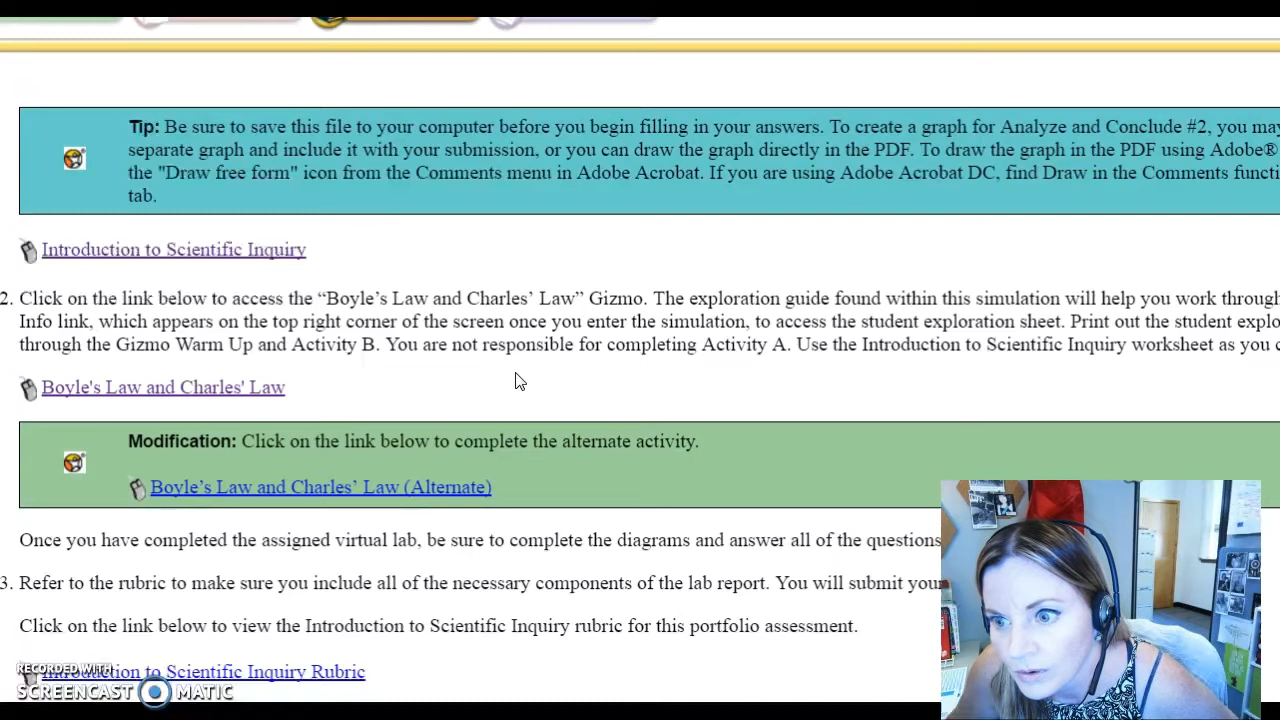 Tip: Be sure to save this file to your computer before you begin filling in your answers. To create a graph for Analyze and Conclude #2, you may
separate graph and include it with your submission, or you can draw the graph directly in the PDF. To draw the graph in the PDF using Adobe®
the "Draw free form" icon from the Comments menu in Adobe Acrobat. If you are using Adobe Acrobat DC, find Draw in the Comments functi
tab.
Introduction to Scientific Inquiry
2. Click on the link below to access the “Boyle’s Law and Charles’ Law” Gizmo. The exploration guide found within this simulation will help you work through
Info link, which appears on the top right corner of the screen once you enter the simulation, to access the student exploration sheet. Print out the student explo
through the Gizmo Warm Up and Activity B. You are not responsible for completing Activity A. Use the Introduction to Scientific Inquiry worksheet as you c
Boyle's Law and Charles' Law
Modification: Click on the link below to complete the alternate activity.
Boyle’s Law and Charles’ Law (Alternate)
Once you have completed the assigned virtual lab, be sure to complete the diagrams and answer all of the questions
3. Refer to the rubric to make sure you include all of the necessary components of the lab report. You will submit your
Click on the link below to view the Introduction to Scientific Inquiry rubric for this portfolio assessment.
Introduction to Scientific Inquiry Rubric
RECORDED WITH
SCREENCAST MATIC